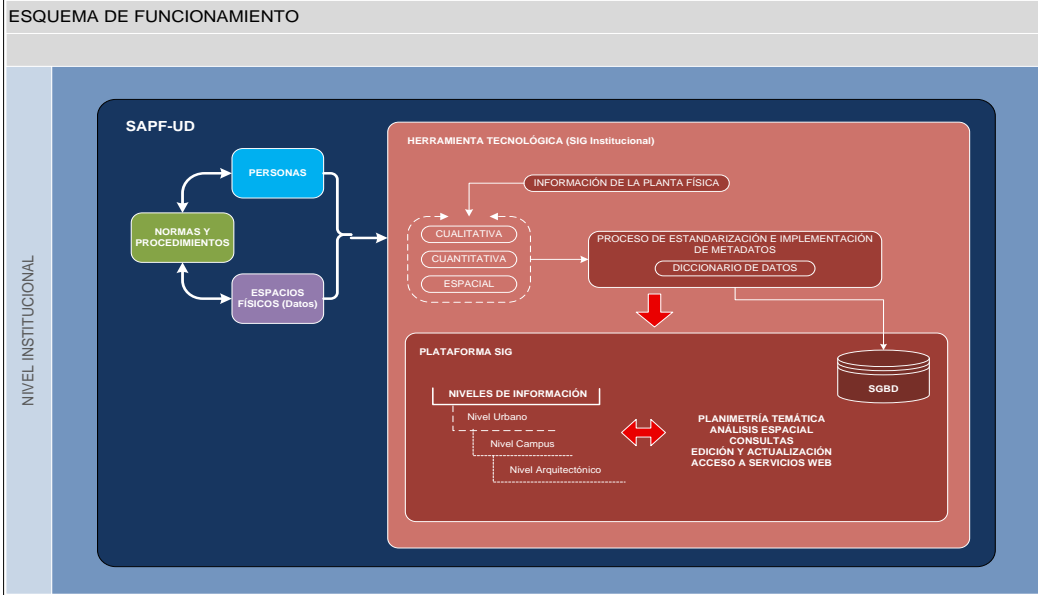 ESQUEMA DE FUNCIONAMIENTO
NIVEL INSTITUCIONAL
SAPF-UD
PERSONAS
NORMAS Y
PROCEDIMIENTOS
ESPACIOS
FÍSICOS (Datos)
HERRAMIENTA TECNOLÓGICA (SIG Institucional)
INFORMACIÓN DE LA PLANTA FÍSICA
CUALITATIVA
CUANTITATIVA
ESPACIAL
PROCESO DE ESTANDARIZACIÓN E IMPLEMENTACIÓN
DE METADATOS
DICCIONARIO DE DATOS
PLATAFORMA SIG
SGBD
NIVELES DE INFORMACIÓN
Nivel Urbano
Nivel Campus
Nivel Arquitectónico
PLANIMETRÍA TEMÁTICA
ANÁLISIS ESPACIAL
CONSULTAS
EDICIÓN Y ACTUALIZACIÓN
ACCESO A SERVICIOS WEB